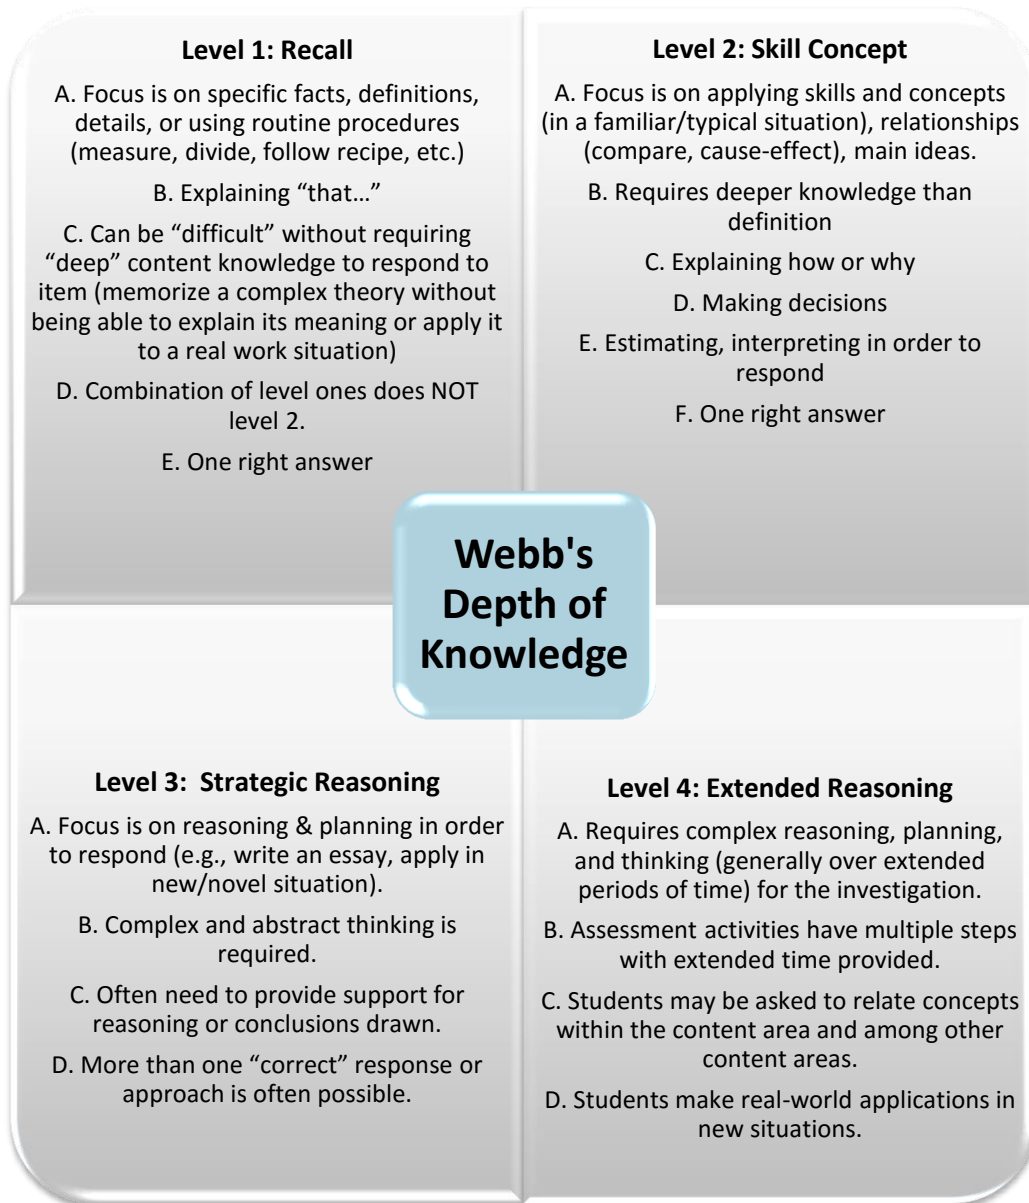 Level 1: Recall
A. Focus is on specific facts, definitions,
details, or using routine procedures
(measure, divide, follow recipe, etc.)
B. Explaining “that…”
C. Can be “difficult” without requiring
“deep” content knowledge to respond to
item (memorize a complex theory without
being able to explain its meaning or apply it
to a real work situation)
D. Combination of level ones does NOT
level 2.
E. One right answer
Level 2: Skill Concept
A. Focus is on applying skills and concepts
(in a familiar/typical situation), relationships
(compare, cause-effect), main ideas.
B. Requires deeper knowledge than
definition
C. Explaining how or why
D. Making decisions
E. Estimating, interpreting in order to
respond
F. One right answer
Webb's
Depth of
Knowledge
Level 3:  Strategic Reasoning
A. Focus is on reasoning & planning in order
to respond (e.g., write an essay, apply in
new/novel situation).
B. Complex and abstract thinking is
required.
C. Often need to provide support for
reasoning or conclusions drawn.
D. More than one “correct” response or
approach is often possible.
Level 4: Extended Reasoning
A. Requires complex reasoning, planning,
and thinking (generally over extended
periods of time) for the investigation.
B. Assessment activities have multiple steps
with extended time provided.
C. Students may be asked to relate concepts
within the content area and among other
content areas.
D. Students make real-world applications in
new situations.